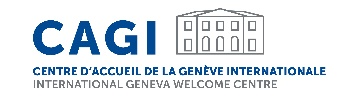 CAGI
CENTRE D'ACCUEIL DE LA GENÈVE INTERNATIONALE
INTERNATIONAL GENEVA WELCOME CENTRE